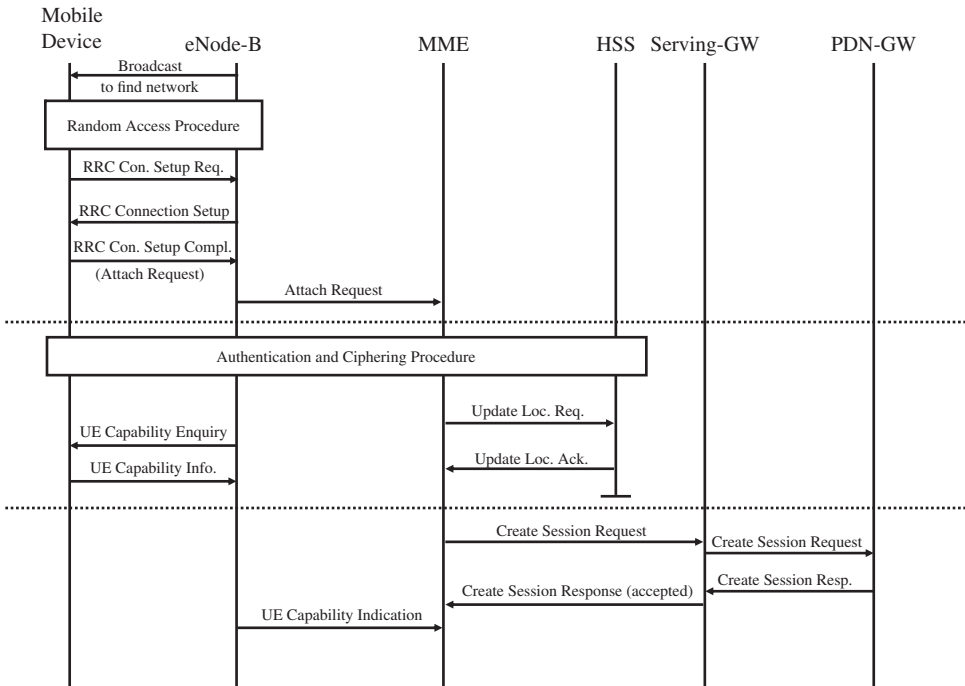 Mobile
Device
eNode-B
MME
HSS
Serving-GW
PDN-GW
Broadcast
to find network
Random Access Procedure
RRC Con. Setup Req.
RRC Connection Setup
RRC Con. Setup Compl.
(Attach Request)
Attach Request
Authentication and Ciphering Procedure
Update Loc. Req.
UE Capability Enquiry
Update Loc. Ack.
UE Capability Info.
Create Session Request
Create Session Request
Create Session Resp.
Create Session Response (accepted)
UE Capability Indication